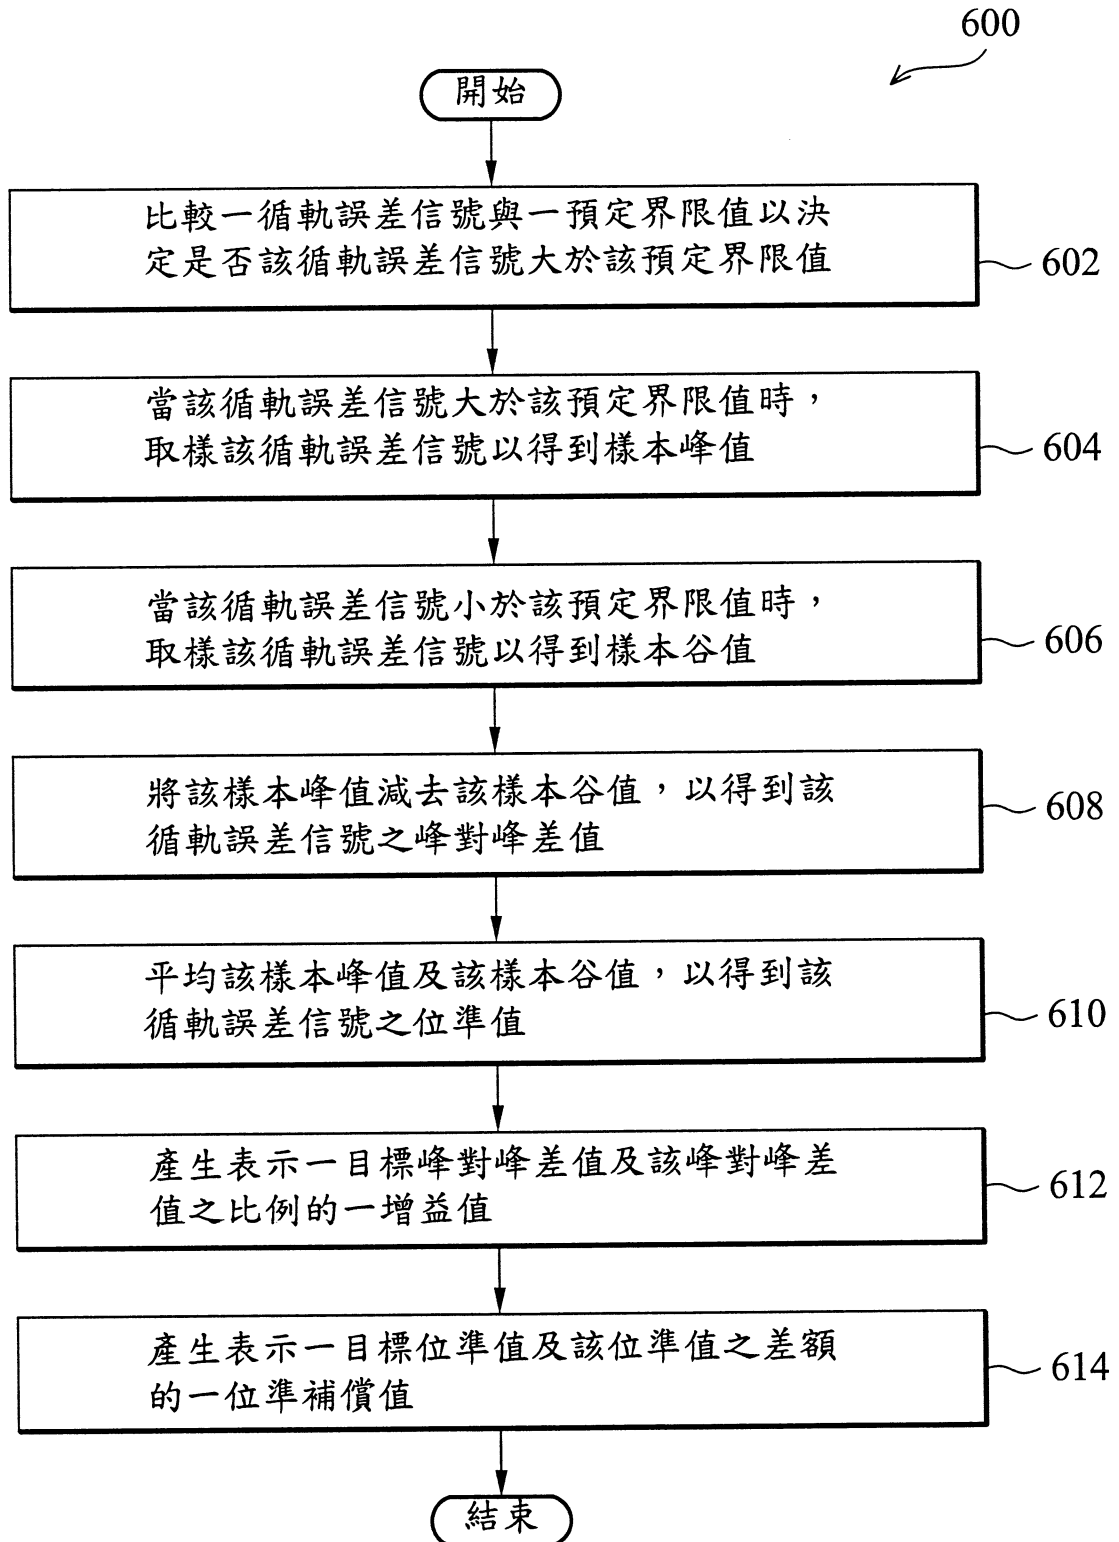 600
開始
比較一循軌誤差信號與一預定界限值以決
定是否該循軌誤差信號大於該預定界限值
602
當該循軌誤差信號大於該預定界限值時，
取樣該循軌誤差信號以得到樣本峰值
604
當該循軌誤差信號小於該預定界限值時，
取樣該循軌誤差信號以得到樣本谷值
606
將該樣本峰值減去該樣本谷值，以得到該
循軌誤差信號之峰對峰差值
608
平均該樣本峰值及該樣本谷值，以得到該
循軌誤差信號之位準值
610
產生表示一目標峰對峰差值及該峰對峰差
值之比例的一增益值
612
產生表示一目標位準值及該位準值之差額
的一位準補償值
614
結束